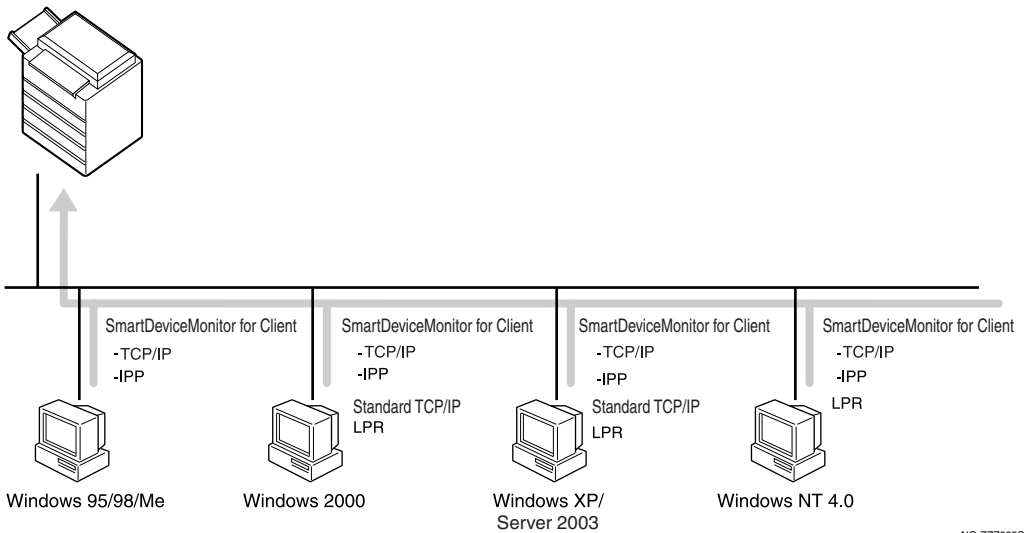 SmartDeviceMonitor for Client
-TCP/IP
-IPP
Windows 95/98/Me
SmartDeviceMonitor for Client
-TCP/IP
-IPP
Standard TCP/IP
LPR
Windows 2000
SmartDeviceMonitor for Client
-TCP/IP
-IPP
Standard TCP/IP
LPR
Windows XP/
Server 2003
SmartDeviceMonitor for Client
-TCP/IP
-IPP
LPR
Windows NT 4.0